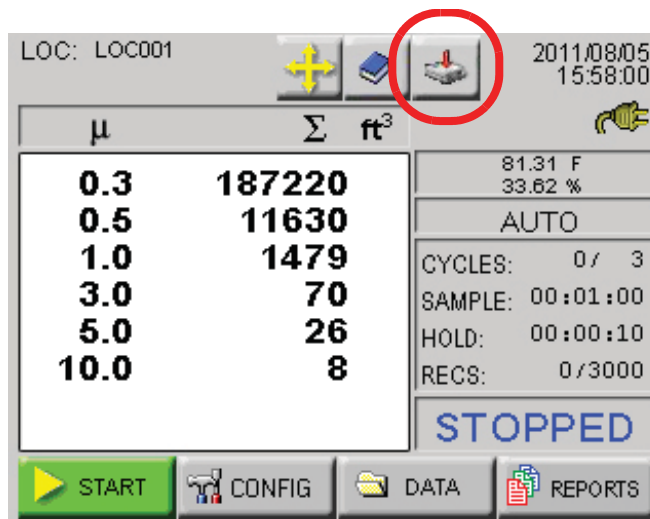 LOC: LOC001
2011/08/05
15:58:00
µ Σ ft³
0.3 187220
0.5 11630
1.0 1479
3.0 70
5.0 26
10.0 8
81.31 F
33.62 %
AUTO
CYCLES: 0/ 3
SAMPLE: 00:01:00
HOLD: 00:00:10
RECS: 0/3000
STOPPED
START CONFIG DATA REPORTS